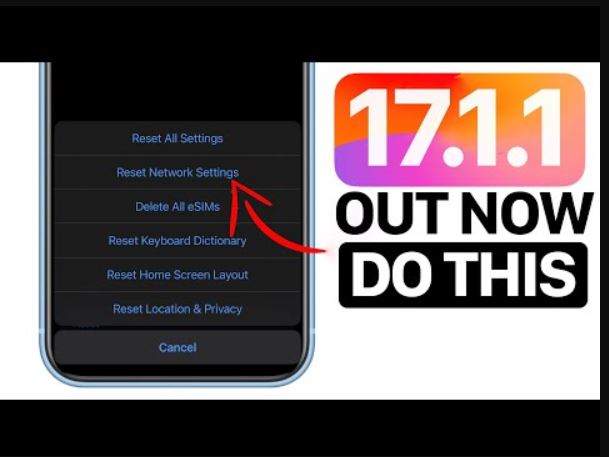 Reset All Settings
Reset Network Settings
Delete All eSIMs
Reset Keyboard Dictionary
Reset Home Screen Layout
Reset Location & Privacy
Cancel
17.1.1
OUT NOW
DO THIS